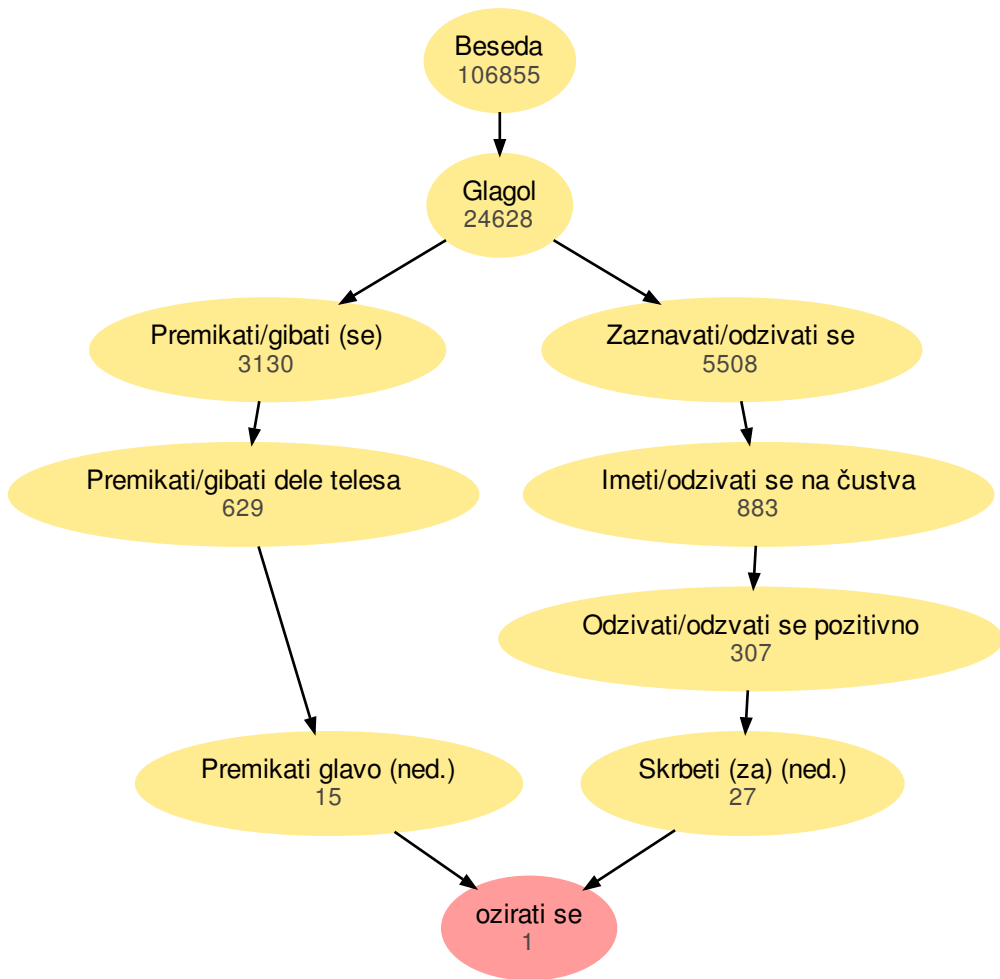 Beseda
106855
Glagol
24628
Premikati/gibati (se)
3130
Zaznavati/odzivati se
5508
Premikati/gibati dele telesa
629
Imeti/odzivati se na čustva
883
Odzivati/odzvati se pozitivno
307
Premikati glavo (ned.)
15
Skrbeti (za) (ned.)
27
ozirati se
1